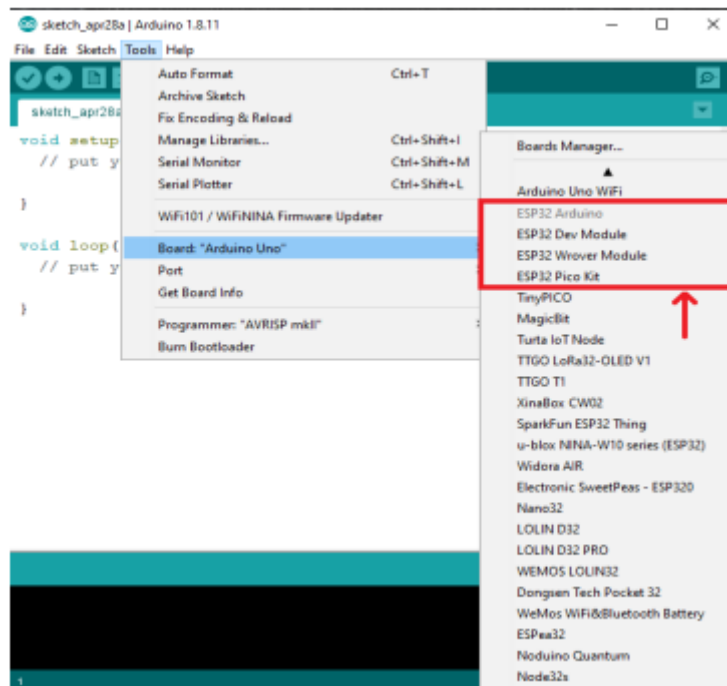 sketch_apr28a | Arduino 1.8.11
File Edit Sketch Tools Help
sketch_apr28a
void setup
// put y
}
void loop(
// put y
}
Auto Format Ctrl+T
Archive Sketch
Fix Encoding & Reload
Manage Libraries... Ctrl+Shift+I
Serial Monitor Ctrl+Shift+M
Serial Plotter Ctrl+Shift+L
WiFi101 / WiFiNINA Firmware Updater
Board: "Arduino Uno"
Port
Get Board Info
Programmer: "AVRISP mkII"
Burn Bootloader
Boards Manager...
Arduino Uno WiFi
ESP32 Arduino
ESP32 Dev Module
ESP32 Wrover Module
ESP32 Pico Kit
TinyPICO
MagicBit
Turta IoT Node
TTGO LoRa32-OLED V1
TTGO T1
XinaBox CW02
SparkFun ESP32 Thing
u-blox NINA-W10 series (ESP32)
Widora AIR
Electronic SweetPeas - ESP320
Nano32
LOLIN D32
LOLIN D32 PRO
WEMOS LOLIN32
Dongsen Tech Pocket 32
WeMos WiFi&Bluetooth Battery
ESPea32
Noduino Quantum
Node32s
1